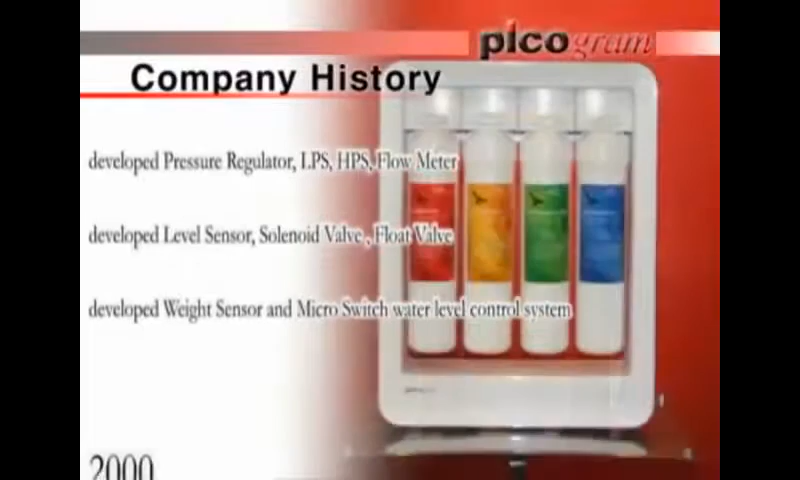 picogram
Company History
developed Pressure Regulator, LPS, HPS, Flow Meter
developed Level Sensor, Solenoid Valve , Float Valve
developed Weight Sensor and Micro Switch water level control system
2000